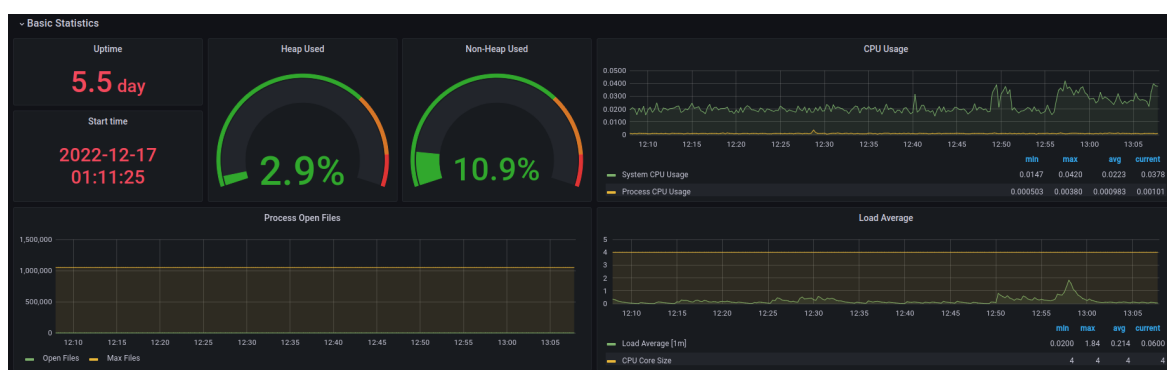 Basic Statistics
Uptime
5.5 day
Start time
2022-12-17
01:11:25
Heap Used
2.9%
Non-Heap Used
10.9%
CPU Usage
0.0500
0.0400
0.0300
0.0200
0.0100
0
12:10 12:15 12:20 12:25 12:30 12:35 12:40 12:45 12:50 12:55 13:00 13:05
min max avg current
System CPU Usage 0.0147 0.0420 0.0223 0.0378
Process CPU Usage 0.000503 0.00380 0.000983 0.00101
Process Open Files
1,500,000
1,000,000
500,000
0
12:10 12:15 12:20 12:25 12:30 12:35 12:40 12:45 12:50 12:55 13:00 13:05
Open Files Max Files
Load Average
5
4
3
2
1
0
12:10 12:15 12:20 12:25 12:30 12:35 12:40 12:45 12:50 12:55 13:00 13:05
min max avg current
Load Average [1m] 0.0200 1.84 0.214 0.0600
CPU Core Size 4 4 4 4